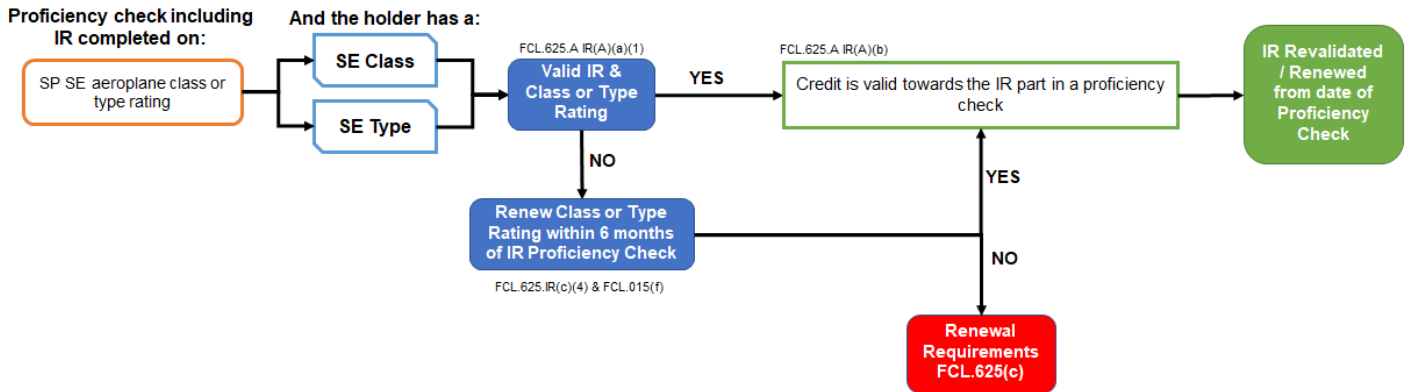 Proficiency check including
IR completed on:
And the holder has a:
SP SE aeroplane class or
type rating
SE Class
SE Type
FCL.625.A IR(A)(a)(1)
Valid IR &
Class or Type
Rating
YES
FCL.625.A IR(A)(b)
Credit is valid towards the IR part in a proficiency
check
IR Revalidated
/ Renewed
from date of
Proficiency
Check
NO
Renew Class or Type
Rating within 6 months
of IR Proficiency Check
FCL.625.IR(c)(4) & FCL.015(f)
YES
NO
Renewal
Requirements
FCL.625(c)